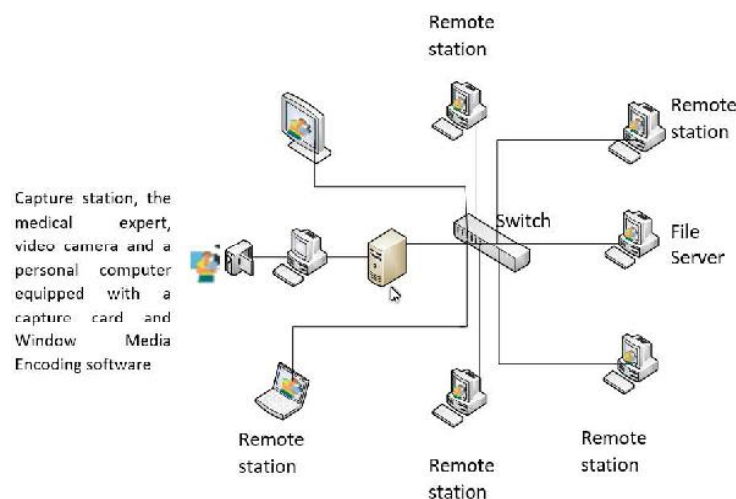 Remote
station
Remote
station
Capture station, the
medical expert,
video camera and a
personal computer
equipped with a
capture card and
Window Media
Encoding software
Switch
File
Server
Remote
station
Remote
station
Remote
station